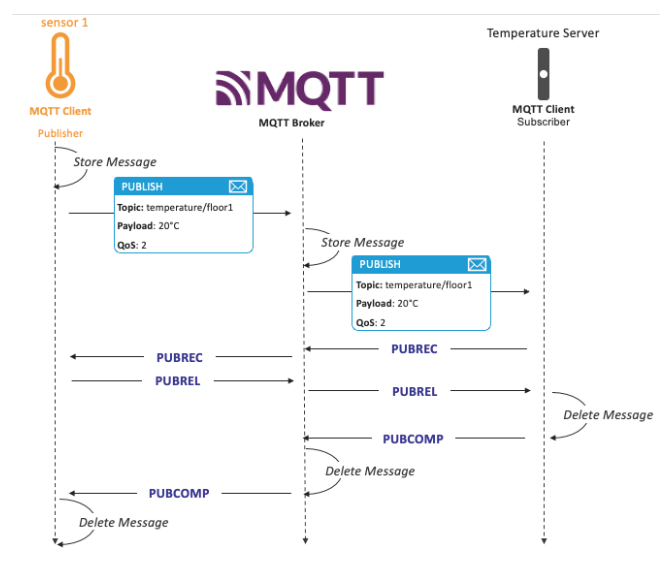 sensor 1
Temperature Server
MQTT
MQTT Client
MQTT Client
MQTT Broker
Subscriber
Publisher
Store Message
PUBLISH
Topic: temperature/floor1
Payload: 20°C
QoS: 2
Store Message
PUBLISH
Topic: temperature/floor1
Payload: 20°C
QoS: 2
PUBREC
PUBREC
PUBREL
PUBREL
Delete Message
PUBCOMP
Delete Message
PUBCOMP
Delete Message